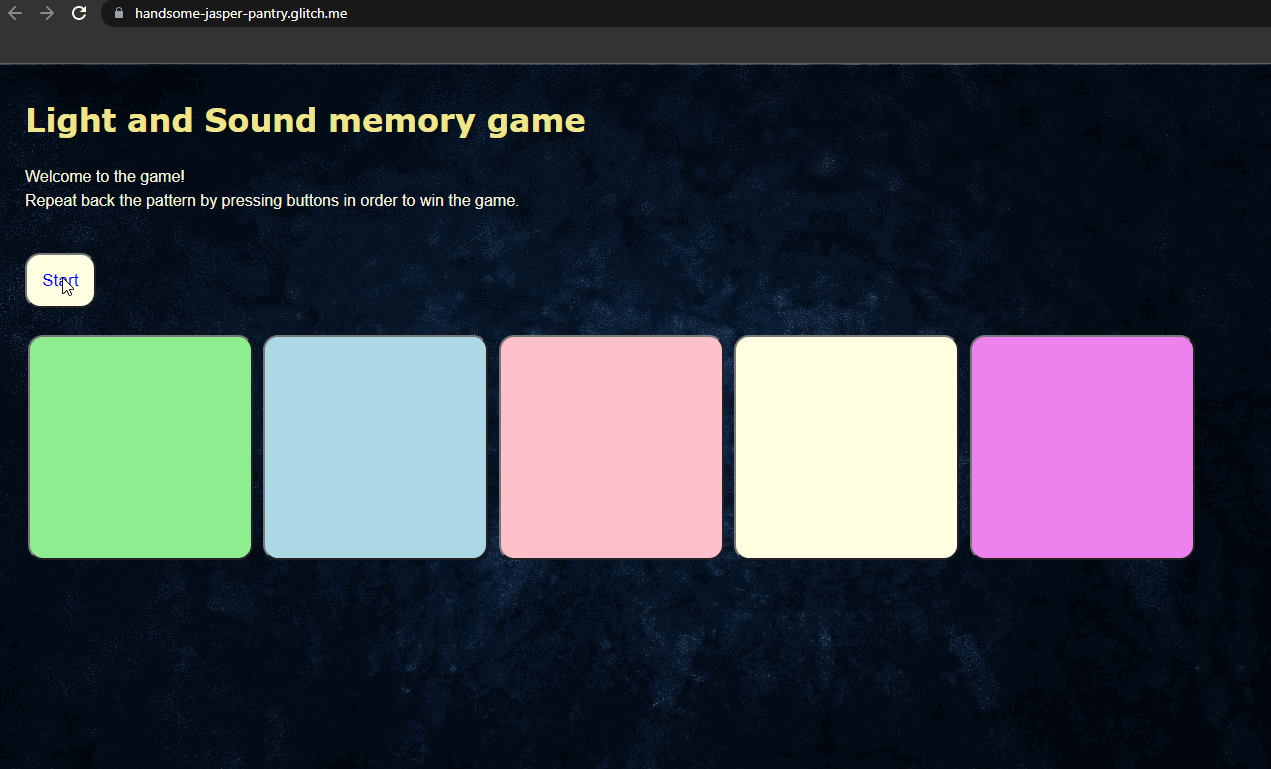 handsome-jasper-pantry.glitch.me
Light and Sound memory game
Welcome to the game!
Repeat back the pattern by pressing buttons in order to win the game.
Start